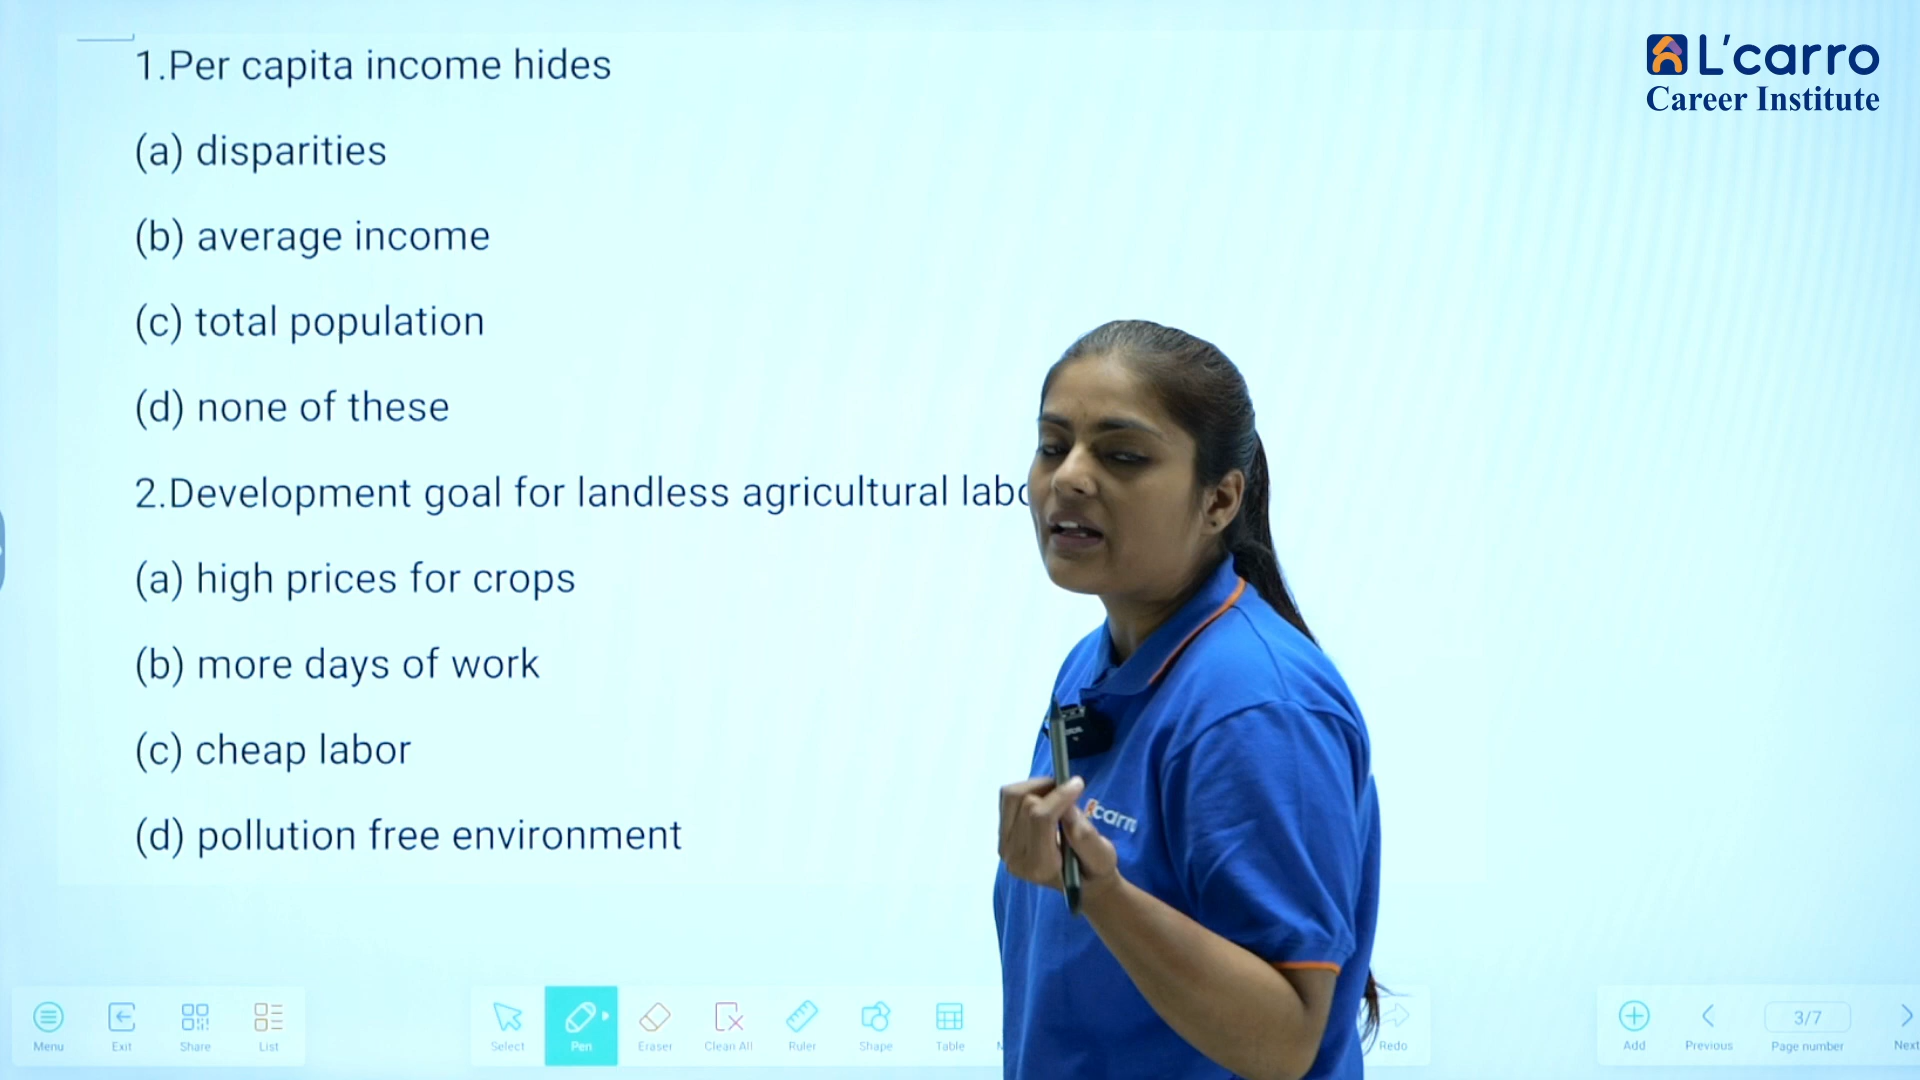 L'carro
Career Institute
1.Per capita income hides
(a) disparities
(b) average income
(c) total population
(d) none of these
2.Development goal for landless agricultural
(a) high prices for crops
(b) more days of work
(c) cheap labor
(d) pollution free environment
Menu
Exit
Share
List
Select
Pen
Eraser
Clean All
Ruler
Shape
Table
Redo
Add
Previous
3/7
Page number
Next